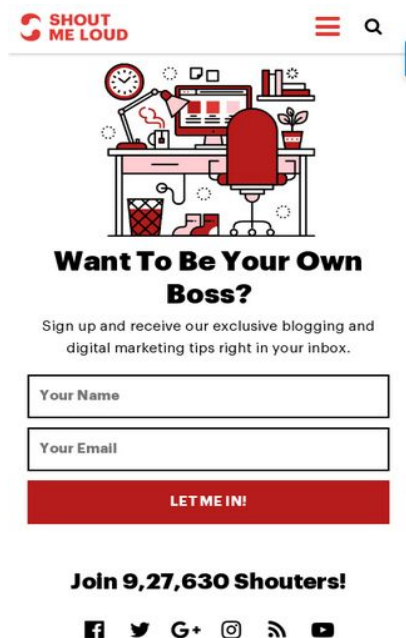 SHOUT
ME LOUD
Want To Be Your Own
Boss?
Sign up and receive our exclusive blogging and
digital marketing tips right in your inbox.
Your Name
Your Email
LET ME IN!
Join 9,27,630 Shouters!
G+